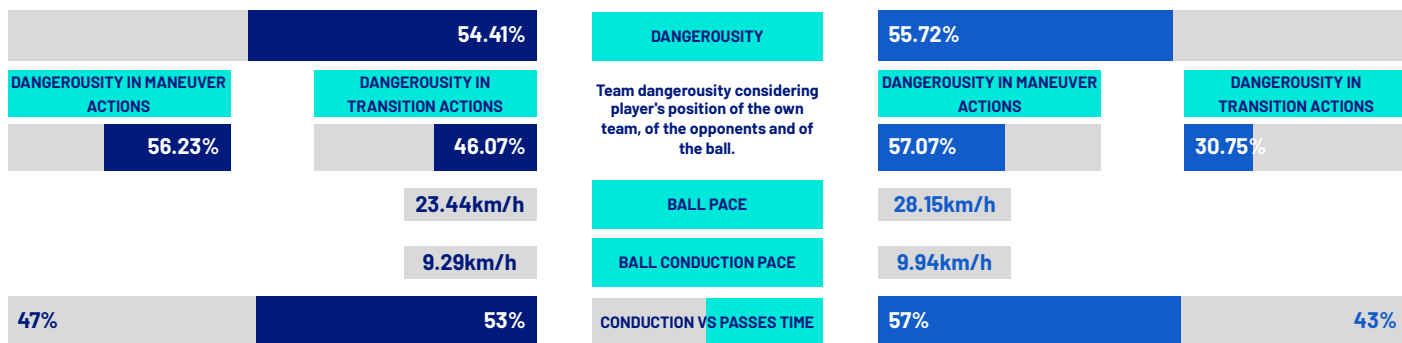 54.41%
DANGEROUSITY
55.72%
DANGEROUSITY IN MANEUVER
ACTIONS
DANGEROUSITY IN
TRANSITION ACTIONS
56.23%
46.07%
Team dangerousity considering
player's position of the own
team, of the opponents and of
the ball.
DANGEROUSITY IN MANEUVER
ACTIONS
DANGEROUSITY IN
TRANSITION ACTIONS
57.07%
30.75%
23.44km/h
BALL PACE
28.15km/h
9.29km/h
BALL CONDUCTION PACE
9.94km/h
47%
53%
CONDUCTION VS PASSES TIME
57%
43%